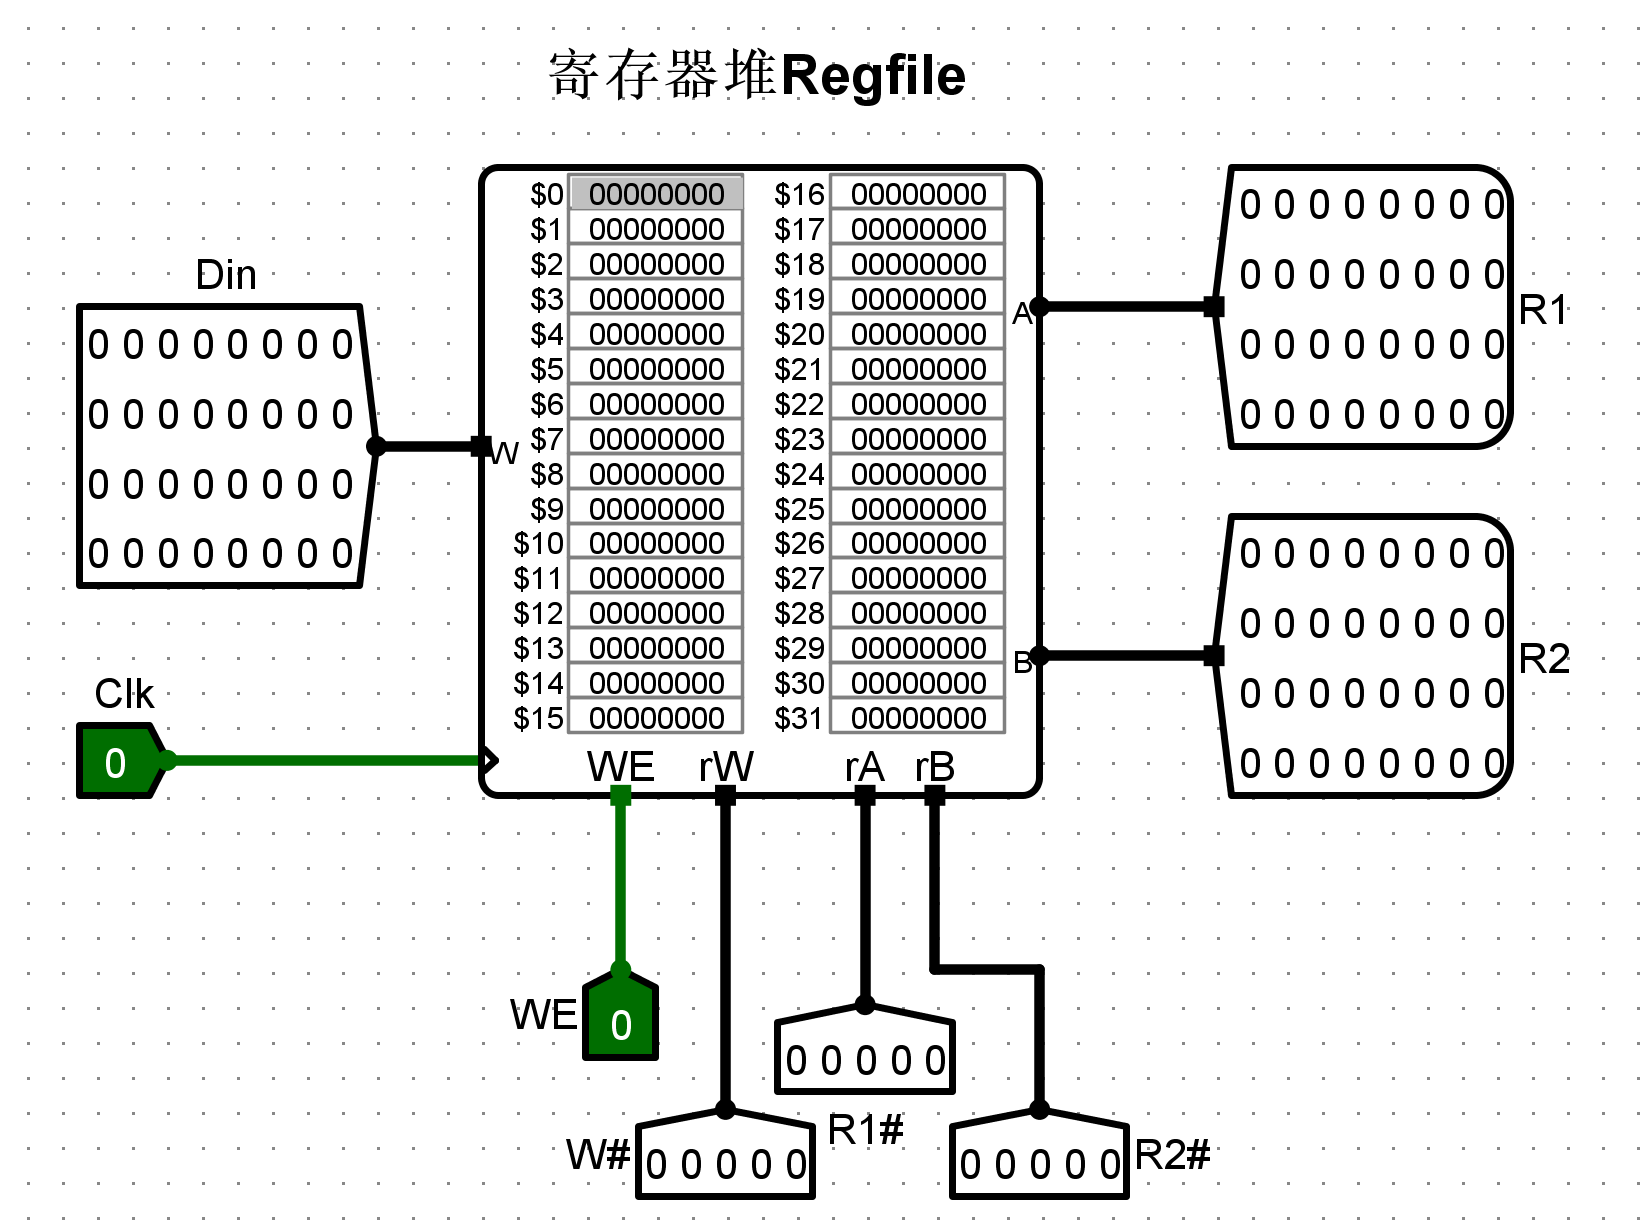 寄存器堆Regfile
Din
0 0 0 0 0 0 0 0
0 0 0 0 0 0 0 0
0 0 0 0 0 0 0 0
0 0 0 0 0 0 0 0
Clk
0
W
$0 00000000 $16 00000000
$1 00000000 $17 00000000
$2 00000000 $18 00000000
$3 00000000 $19 00000000
$4 00000000 $20 00000000
$5 00000000 $21 00000000
$6 00000000 $22 00000000
$7 00000000 $23 00000000
$8 00000000 $24 00000000
$9 00000000 $25 00000000
$10 00000000 $26 00000000
$11 00000000 $27 00000000
$12 00000000 $28 00000000
$13 00000000 $29 00000000
$14 00000000 $30 00000000
$15 00000000 $31 00000000
WE rW rA rB
A
B
0 0 0 0 0 0 0 0
0 0 0 0 0 0 0 0
0 0 0 0 0 0 0 0
0 0 0 0 0 0 0 0
R1
0 0 0 0 0 0 0 0
0 0 0 0 0 0 0 0
0 0 0 0 0 0 0 0
0 0 0 0 0 0 0 0
R2
WE 0
0 0 0 0 0
R1#
W# 0 0 0 0 0
0 0 0 0 0 R2#